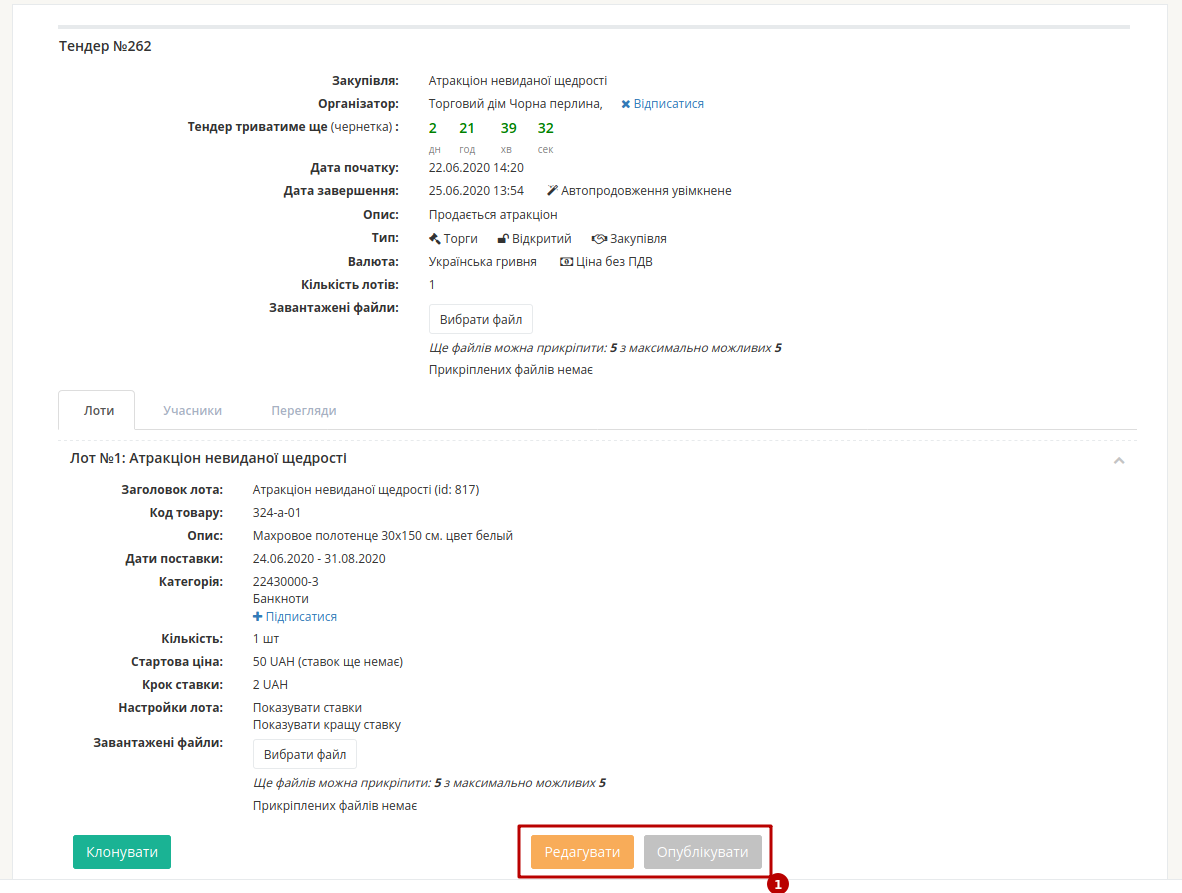 Тендер №262
Закупівля: Атракціон невиданої щедрості
Організатор: Торговий дім Чорна перлина, Відписатися
Тендер триватиме ще (чернетка) : 2 21 39 32
дн год хв сек
Дата початку: 22.06.2020 14:20
Дата завершення: 25.06.2020 13:54 Автопродовження увімкнене
Опис: Продається атракціон
Тип: Торги Відкритий Закупівля
Валюта: Українська гривня Ціна без ПДВ
Кількість лотів: 1
Завантажені файли:
Вибрати файл
Ще файлів можна прикріпити: 5 з максимально можливих 5
Прикріплених файлів немає
Лоти Учасники Перегляди
Лот №1: Атракціон невиданої щедрості
Заголовок лота: Атракціон невиданої щедрості (id: 817)
Код товару: 324-а-01
Опис: Махровое полотенце 30х150 см. цвет белый
Дати поставки: 24.06.2020 - 31.08.2020
Категорія: 22430000-3
Банкноти
Підписатися
Кількість: 1 шт
Стартова ціна: 50 UAH (ставок ще немає)
Крок ставки: 2 UAH
Настройки лота: Показувати ставки
Показувати кращу ставку
Завантажені файли:
Вибрати файл
Ще файлів можна прикріпити: 5 з максимально можливих 5
Прикріплених файлів немає
Клонувати Редагувати Опублікувати
1